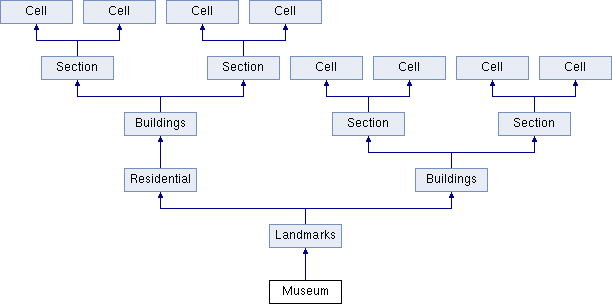 Cell Cell Cell Cell
Section Section Cell Cell Cell Cell
Buildings Section Section
Residential Buildings
Landmarks
Museum